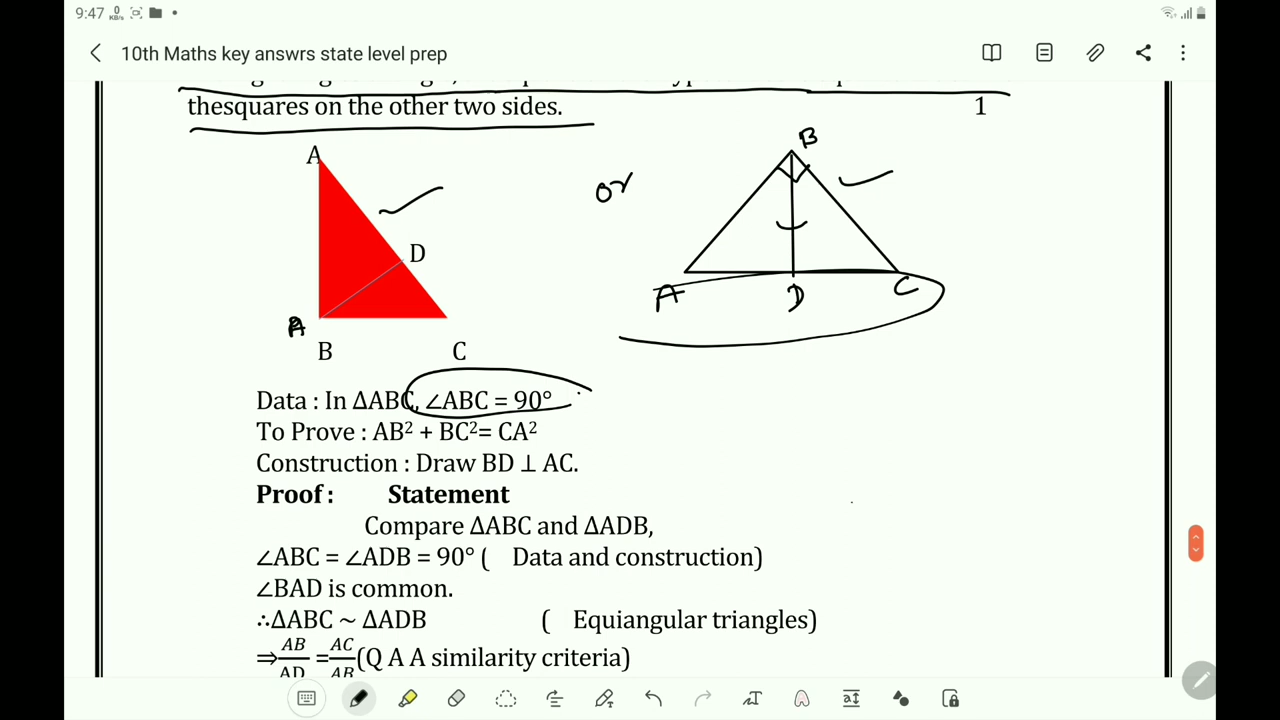 9:47 0 KB/s
10th Maths key answrs state level prep
thesquares on the other two sides. 1
A
D
B
C
or
B
A D C
Data : In ΔABC, ∠ABC = 90°
To Prove : AB² + BC²= CA²
Construction : Draw BD ⊥ AC.
Proof : Statement
Compare ΔABC and ΔADB,
∠ABC = ∠ADB = 90° ( Data and construction)
∠BAD is common.
∴ΔABC ~ ΔADB ( Equiangular triangles)
⇒AB/AD =AC/AB (Q A A similarity criteria)